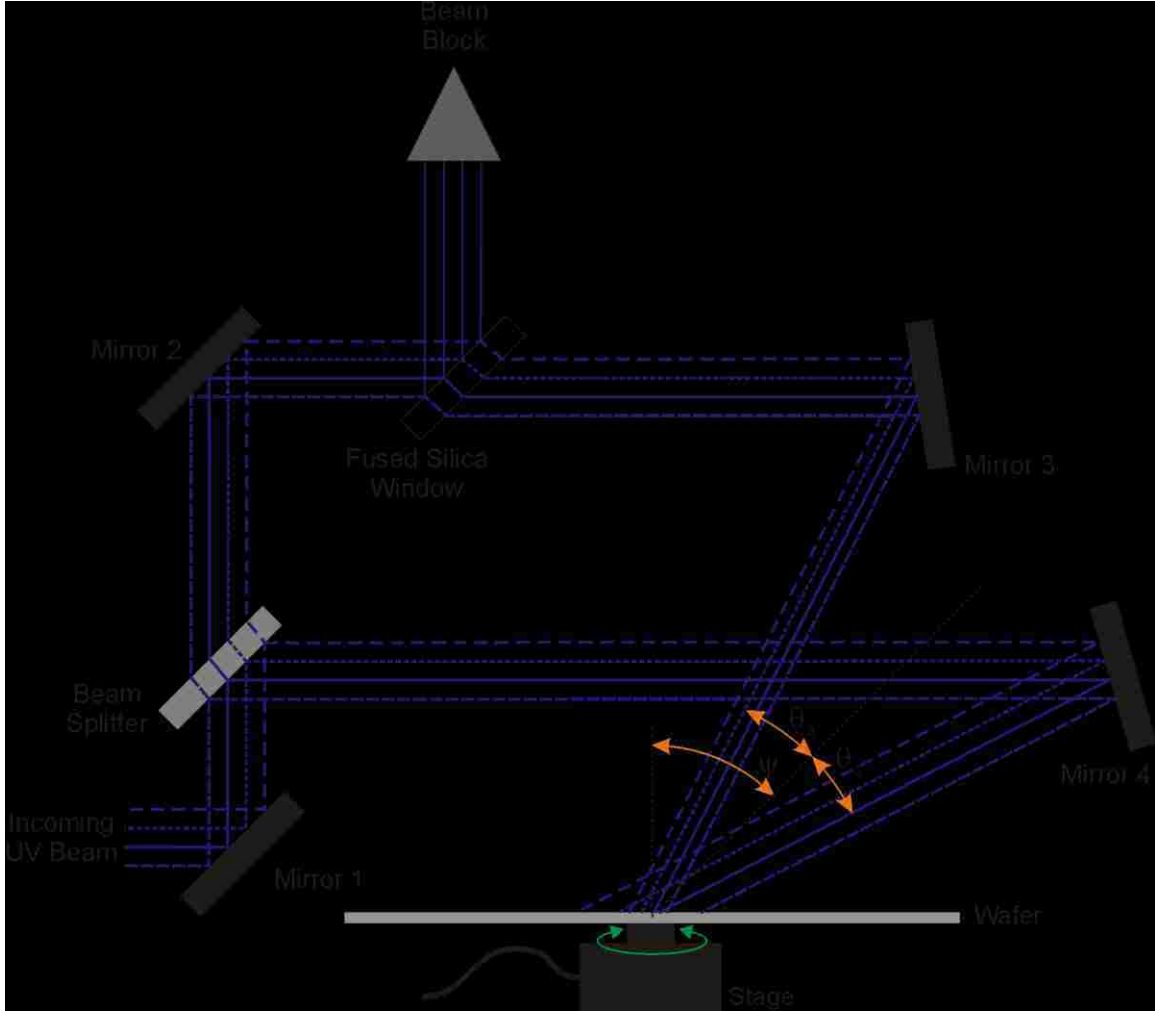 Beam
Block
Mirror 2
Fused Silica
Window
Mirror 3
Beam
Splitter
θ
θ
ψ
Mirror 4
Incoming
UV Beam
Mirror 1
Wafer
Stage